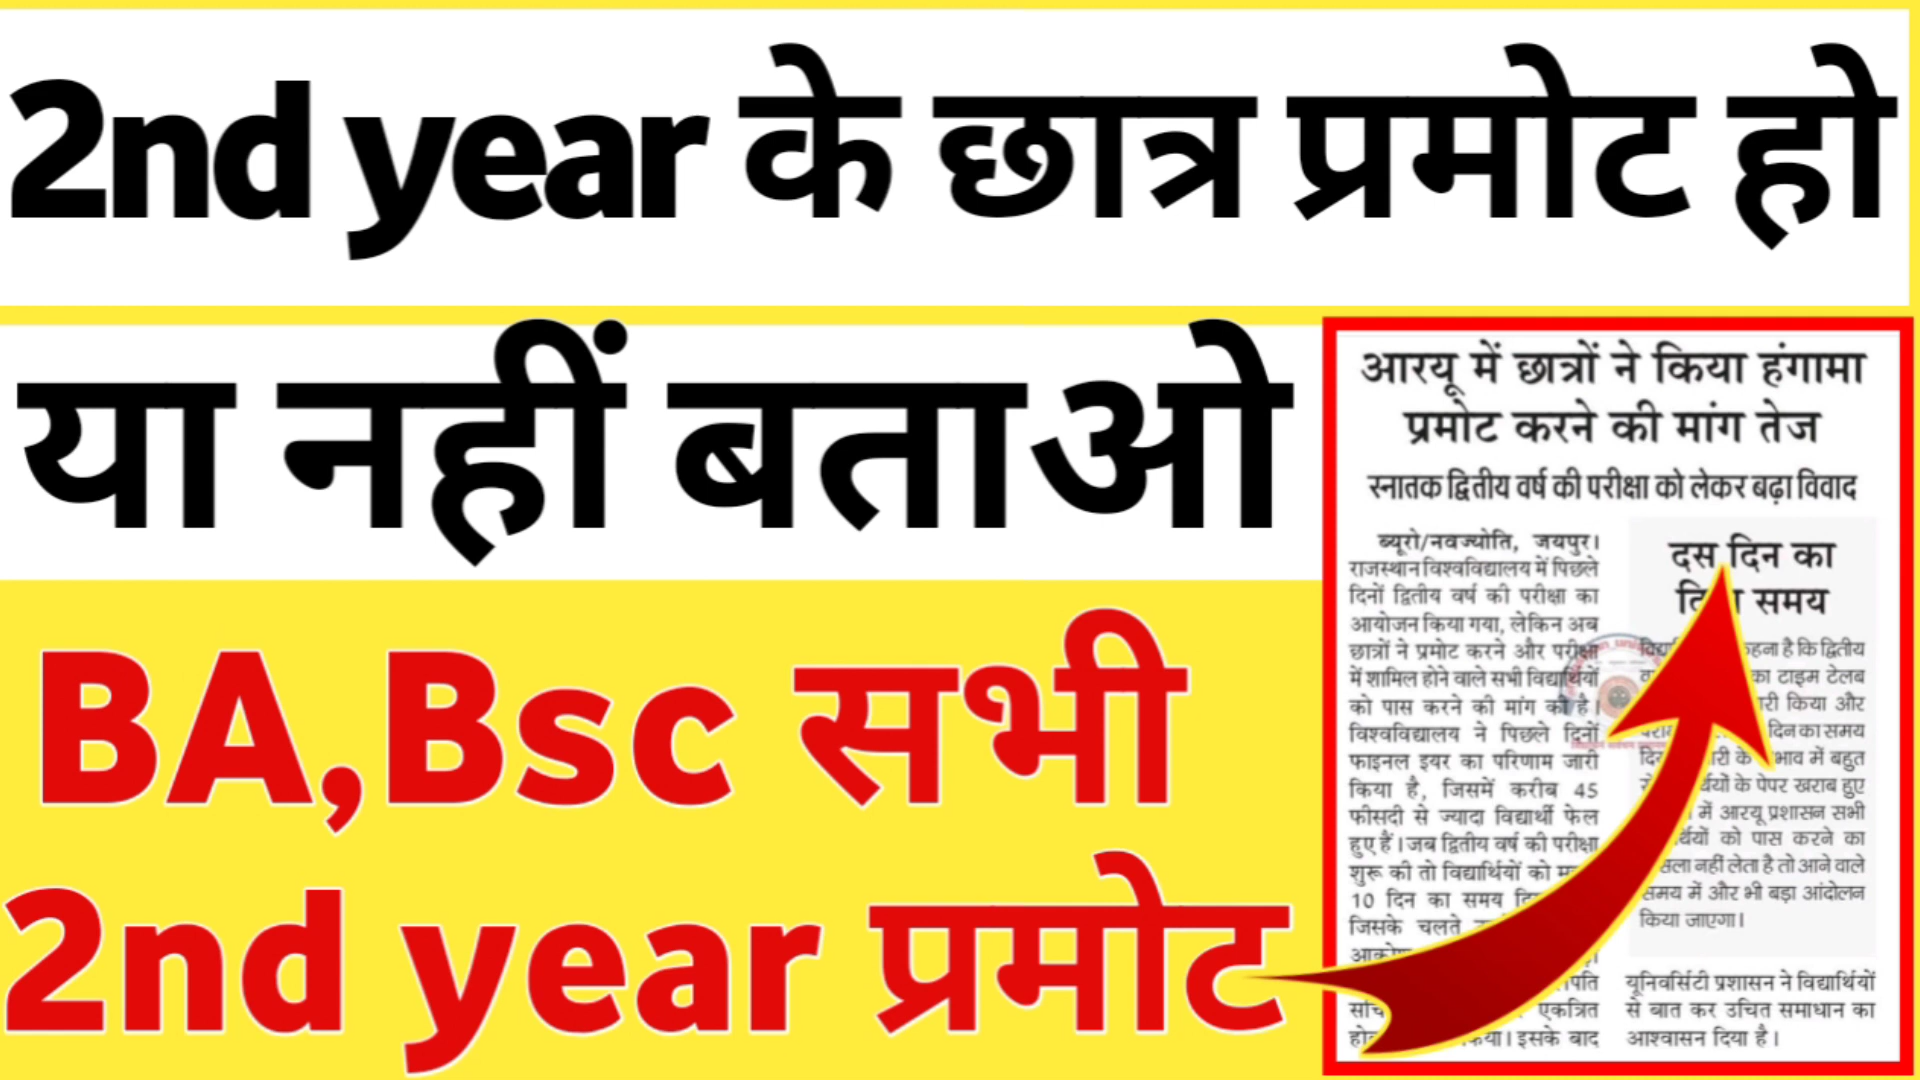 2nd year के छात्र प्रमोट हो
या नहीं बताओ
BA,Bsc सभी
2nd year प्रमोट
आरयू में छात्रों ने किया हंगामा
प्रमोट करने की मांग तेज
स्नातक द्वितीय वर्ष की परीक्षा को लेकर बढ़ा विवाद
ब्यूरो/नवज्योति, जयपुर।
राजस्थान विश्वविद्यालय में पिछले
दिनों द्वितीय वर्ष की परीक्षा का
आयोजन किया गया, लेकिन अब
छात्रों ने प्रमोट करने और परीक्षा
में शामिल होने वाले सभी विद्यार्थियों
को पास करने की मांग की है।
विश्वविद्यालय ने पिछले दिनों
फाइनल इयर का परिणाम जारी
किया है, जिसमें करीब 45
फीसदी से ज्यादा विद्यार्थी फेल
हुए हैं। जब द्वितीय वर्ष की परीक्षा
शुरू की तो विद्यार्थियों को
10 दिन का समय
जिसके चलते
एकत्रित
इसके बाद
दस दिन का
समय
है कि द्वितीय
का टाइम टेलब
किया और
दिन का समय
के में बहुत
के पेपर खराब हुए
में आरयू प्रशासन सभी
को पास करने का
नहीं लेता है तो आने वाले
समय में और भी बड़ा आंदोलन
किया जाएगा।
यूनिवर्सिटी प्रशासन ने विद्यार्थियों
से बात कर उचित समाधान का
आश्वासन दिया है।